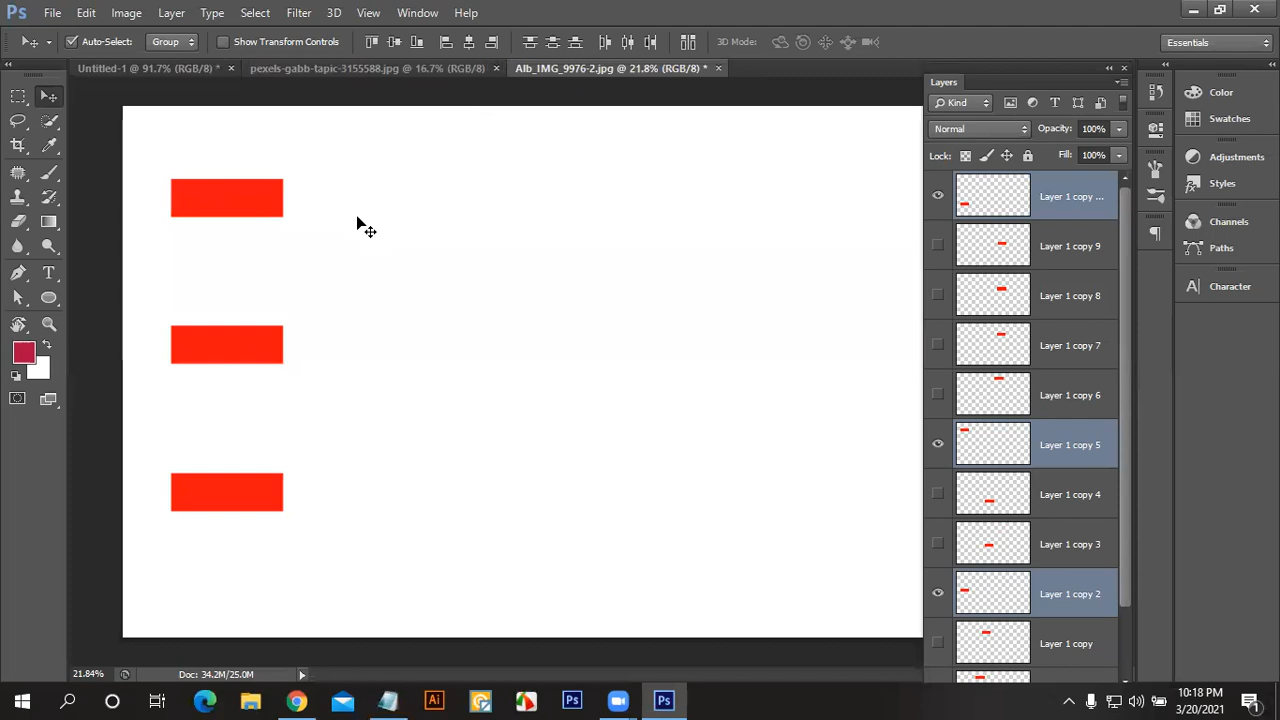 Ps File Edit Image Layer Type Select Filter 3D View Window Help
Auto-Select: Group Show Transform Controls 3D Mode: Essentials
Untitled-1 @ 91.7% (RGB/8) * × pexels-gabb-tapic-3155588.jpg @ 16.7% (RGB/8) × Alb_IMG_9976-2.jpg @ 21.8% (RGB/8) * ×
Layers
Kind
Normal Opacity: 100%
Lock: Fill: 100%
Layer 1 copy ...
Layer 1 copy 9
Layer 1 copy 8
Layer 1 copy 7
Layer 1 copy 6
Layer 1 copy 5
Layer 1 copy 4
Layer 1 copy 3
Layer 1 copy 2
Layer 1 copy
Color
Swatches
Adjustments
Styles
Channels
Paths
Character
21.84% Doc: 34.2M/25.0M
Ai Ps Ps
10:18 PM
3/20/2021
1